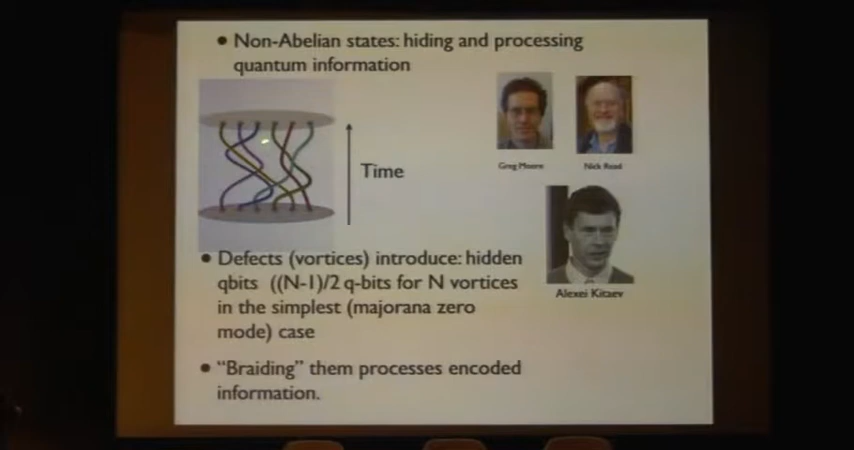 • Non-Abelian states: hiding and processing
quantum information
Greg Moore
Nick Read
Time
Alexei Kitaev
• Defects (vortices) introduce: hidden
qbits ((N-1)/2 q-bits for N vortices
in the simplest (majorana zero
mode) case
• “Braiding” them processes encoded
information.